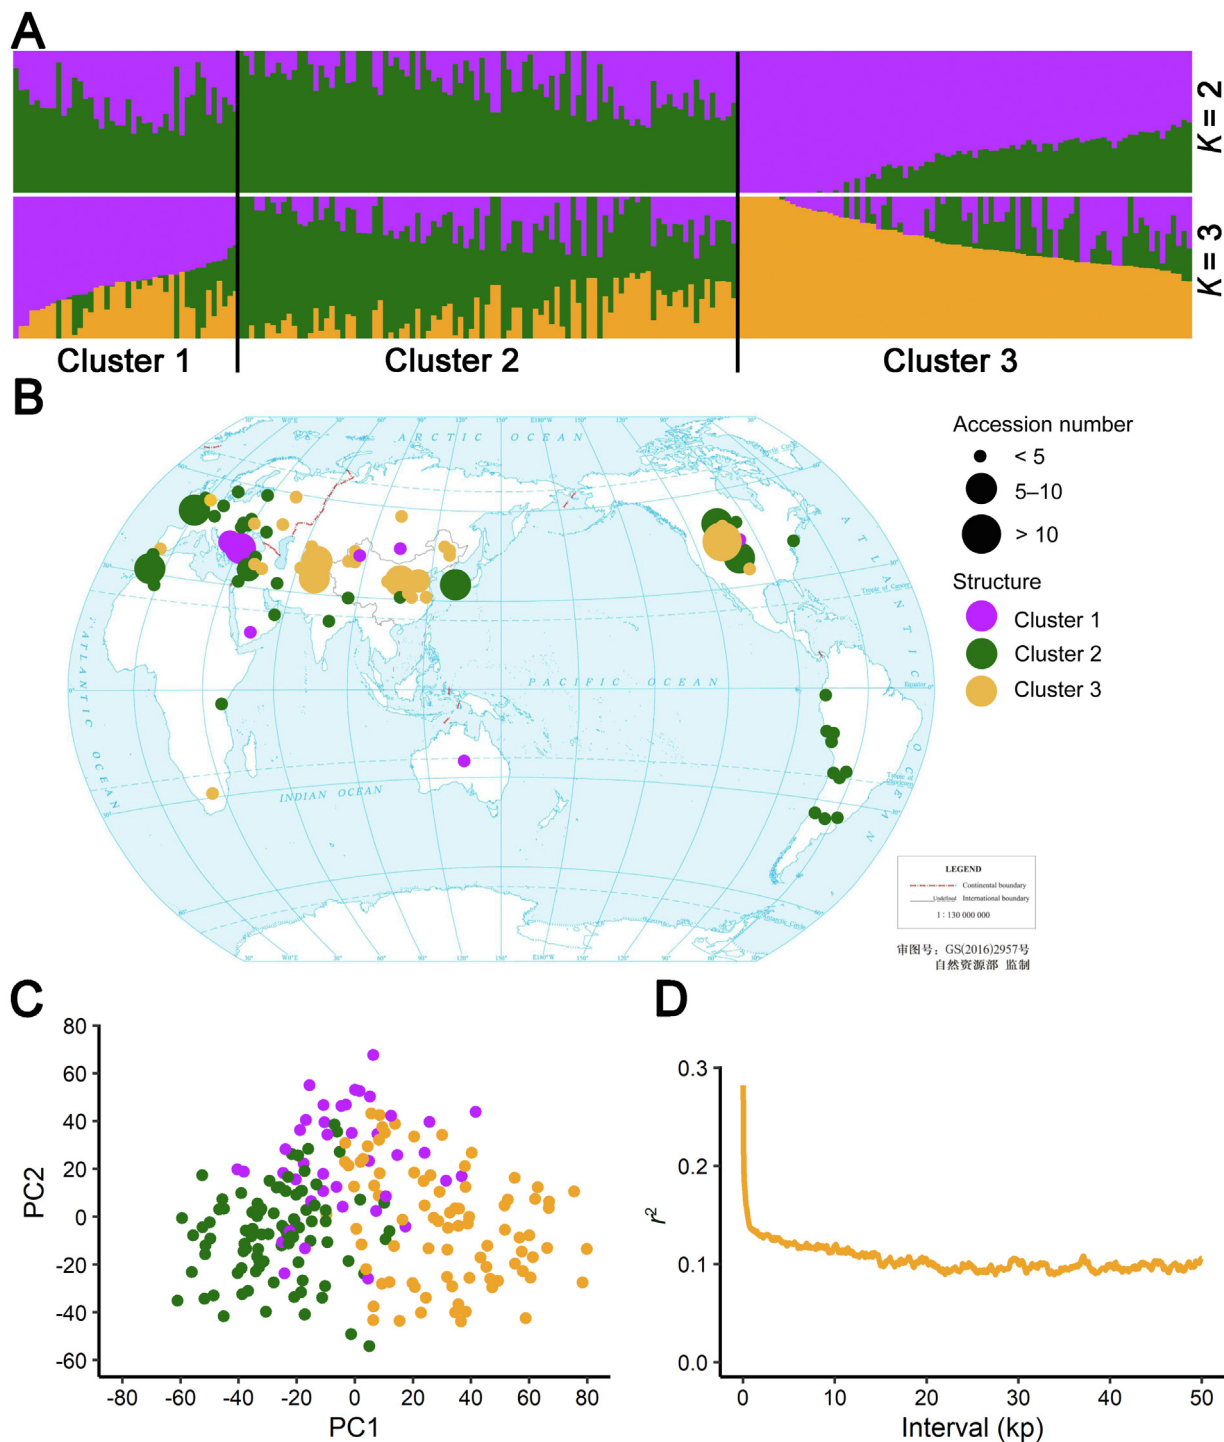 A
K = 2
K = 3
Cluster 1
Cluster 2
Cluster 3
B
ARCTIC OCEAN
ATLANTIC OCEAN
PACIFIC OCEAN
INDIAN OCEAN
ATLANTIC OCEAN
Equator
Accession number
< 5
5–10
> 10
Structure
Cluster 1
Cluster 2
Cluster 3
LEGEND
Continental boundary
Undefined International boundary
1 : 130 000 000
审图号：GS(2016)2957号
自然资源部 监制
C
PC2
80
60
40
20
0
-20
-40
-60
-80 -60 -40 -20 0 20 40 60 80
PC1
D
r²
0.3
0.2
0.1
0.0
0 10 20 30 40 50
Interval (kp)